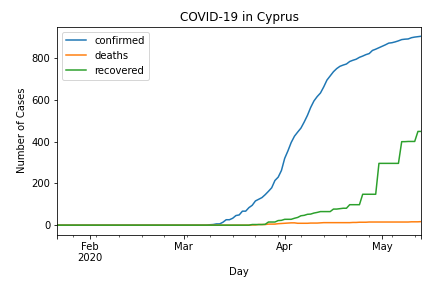 COVID-19 in Cyprus
confirmed
deaths
recovered
Number of Cases
800
600
400
200
0
Feb
2020
Mar
Apr
May
Day